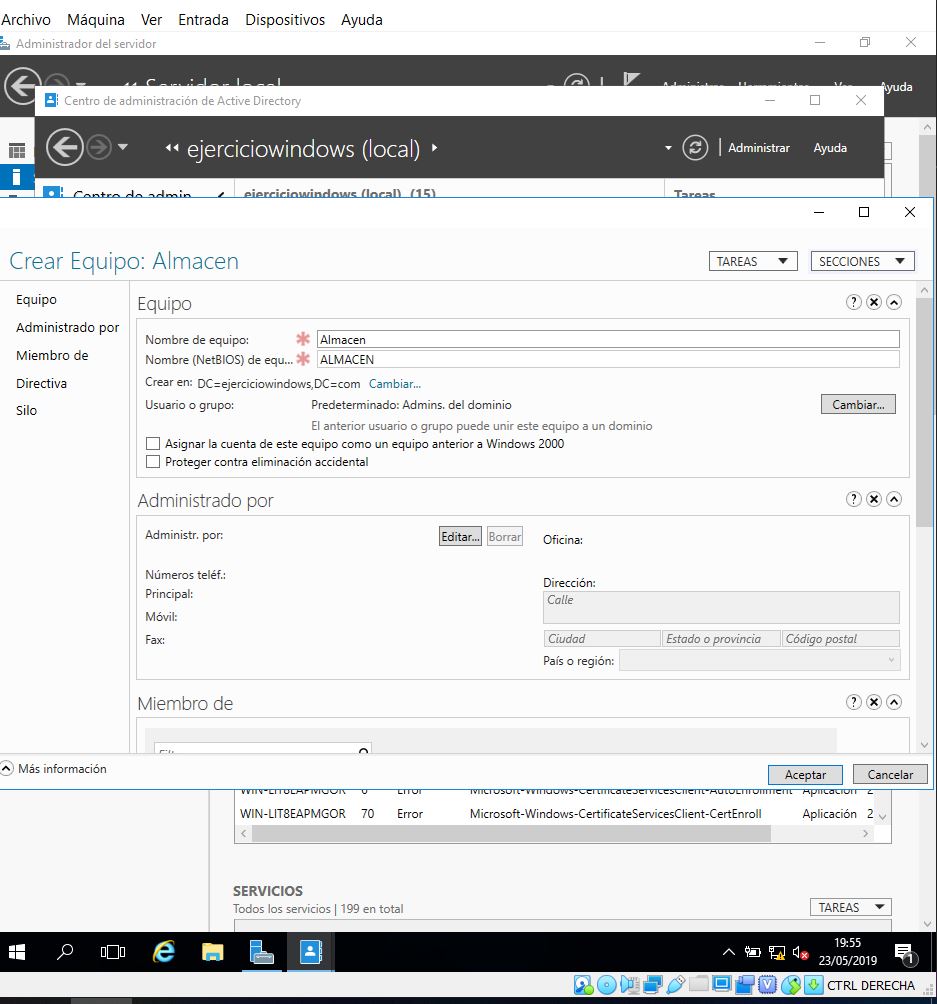 Archivo Máquina Ver Entrada Dispositivos Ayuda
Administrador del servidor
Servidor local
Administrar Herramientas Ver Ayuda
Centro de administración de Active Directory
ejerciciowindows (local)
Administrar Ayuda
Centro de admin...
ejerciciowindows (local) (15)
Tareas
Crear Equipo: Almacen
TAREAS
SECCIONES
Equipo
Administrado por
Miembro de
Directiva
Silo
Equipo
Nombre de equipo: Almacen
Nombre (NetBIOS) de equ... ALMACEN
Crear en: DC=ejerciciowindows,DC=com Cambiar...
Usuario o grupo: Predeterminado: Admins. del dominio Cambiar...
El anterior usuario o grupo puede unir este equipo a un dominio
Asignar la cuenta de este equipo como un equipo anterior a Windows 2000
Proteger contra eliminación accidental
Administrado por
Administr. por: Editar... Borrar Oficina:
Números teléf.:
Principal:
Móvil:
Fax:
Dirección:
Calle
Ciudad Estado o provincia Código postal
País o región:
Miembro de
Más información
Aceptar Cancelar
WIN-LIT8EAPMGOR 6 Error Microsoft-Windows-CertificateServicesClient-AutoEnrollment Aplicación 2
WIN-LIT8EAPMGOR 70 Error Microsoft-Windows-CertificateServicesClient-CertEnroll Aplicación 2
SERVICIOS
Todos los servicios | 199 en total
TAREAS
19:55
23/05/2019
1
CTRL DERECHA